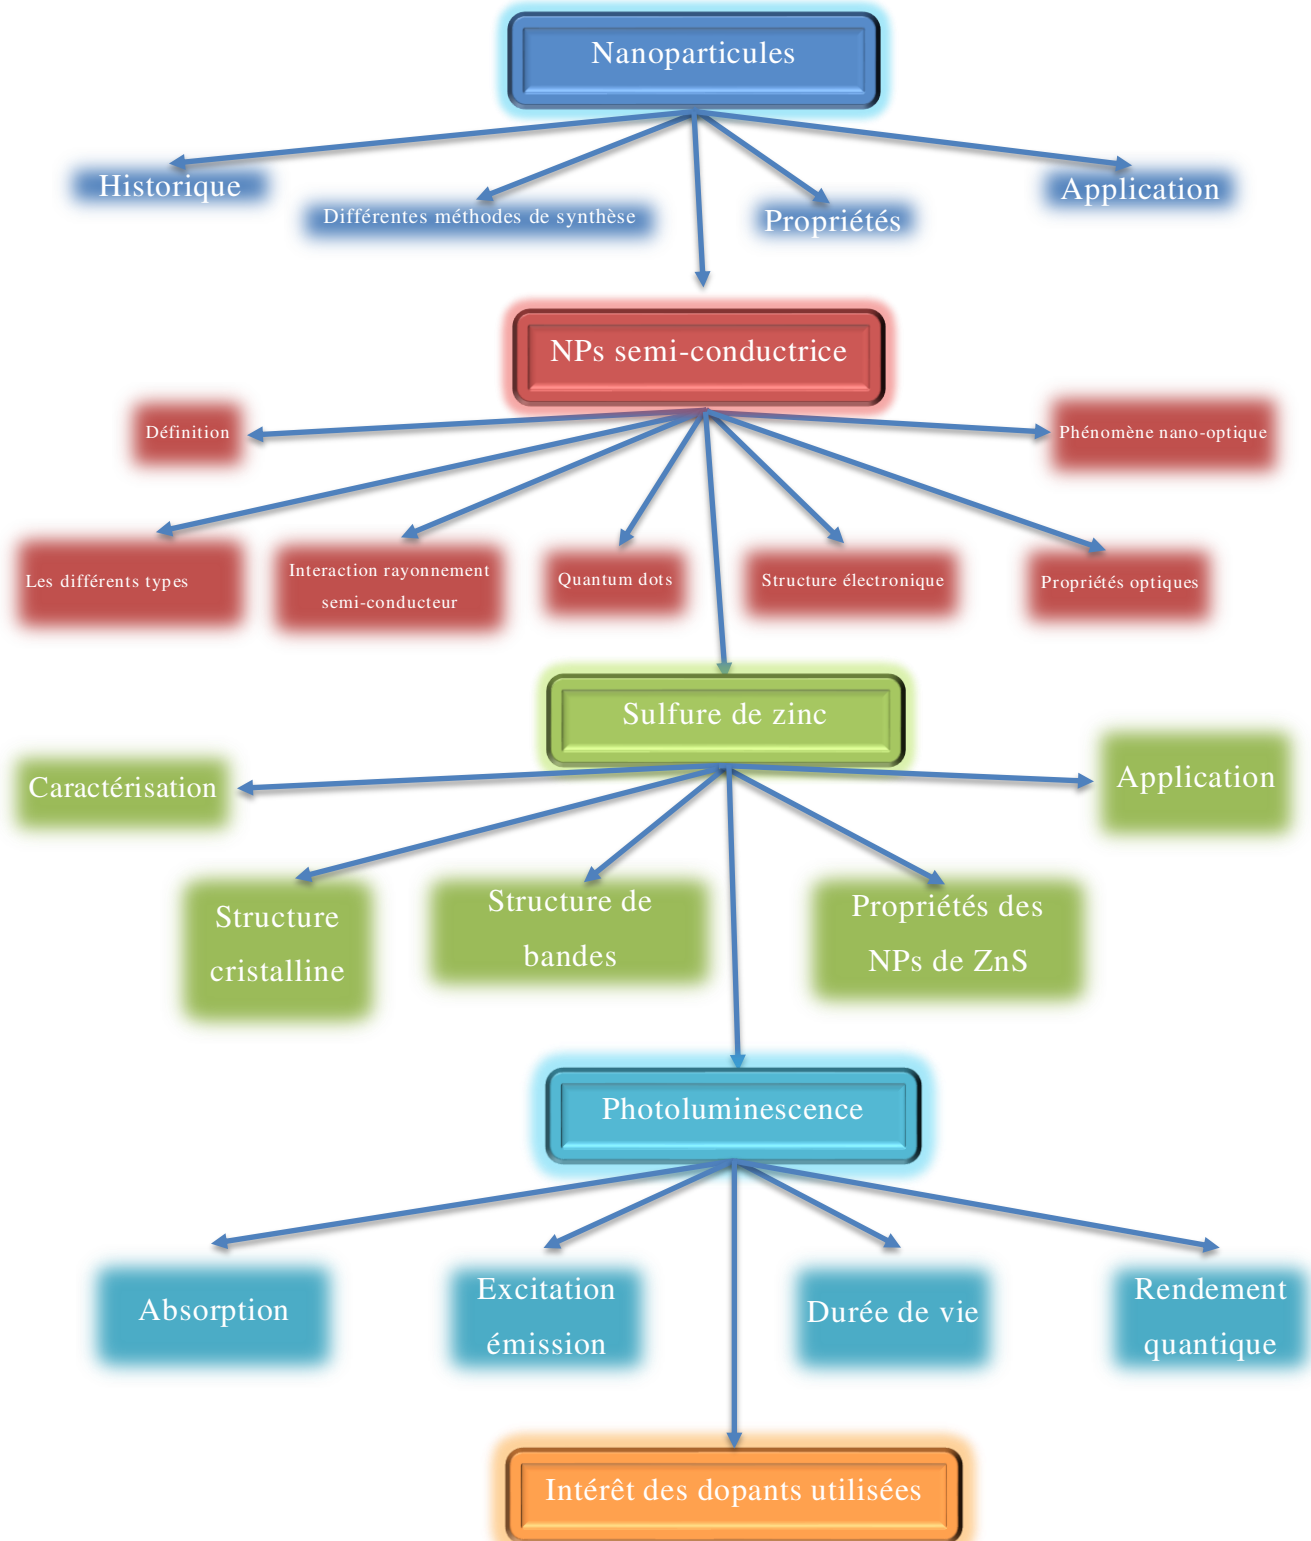 Nanoparticules
Historique
Différentes méthodes de synthèse
Propriétés
Application
NPs semi-conductrice
Définition
Phénomène nano-optique
Les différents types
Interaction rayonnement
semi-conducteur
Quantum dots
Structure électronique
Propriétés optiques
Sulfure de zinc
Caractérisation
Application
Structure
cristalline
Structure de
bandes
Propriétés des
NPs de ZnS
Photoluminescence
Absorption
Excitation
émission
Durée de vie
Rendement
quantique
Intérêt des dopants utilisées